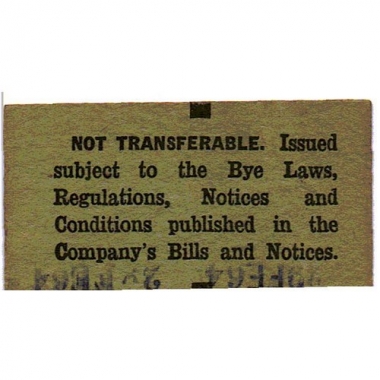 NOT TRANSFERABLE. Issued
subject to the Bye Laws,
Regulations, Notices and
Conditions published in the
Company's Bills and Notices.